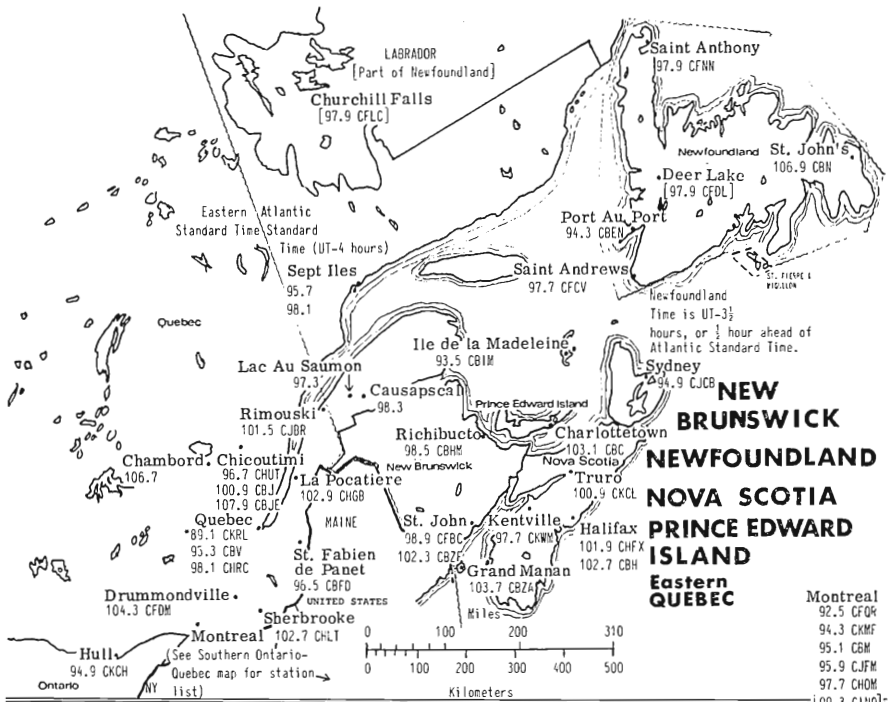 LABRADOR
[Part of Newfoundland]
Churchill Falls
[97.9 CFLC]
Saint Anthony
97.9 CFNN
Newfoundland
St. John's
106.9 CBN
Deer Lake
[97.9 CFDL]
Port Au Port
94.3 CBEN
Eastern Atlantic
Standard Time Standard
Time (UT-4 hours)
Sept Iles
95.7
98.1
Saint Andrews
97.7 CFCV
ST. PIERRE &
MIQUELON
Newfoundland
Time is UT-3½
hours, or ½ hour ahead of
Atlantic Standard Time.
Quebec
Ile de la Madeleine
93.5 CBIM
Lac Au Saumon
97.3
Causapscal
98.3
Sydney
94.9 CJCB
Rimouski
101.5 CJBR
Prince Edward Island
Richibucto
98.5 CBHM
Charlottetown
103.1 CBC
Chambord
106.7
Chicoutimi
96.7 CHUT
100.9 CBJ
107.9 CBJE
La Pocatiere
102.9 CHGB
New Brunswick
Nova Scotia
Truro
100.9 CKCL
Quebec
89.1 CKRL
95.3 CBV
98.1 CHRC
MAINE
St. John
98.9 CFBC
102.3 CBZF
Kentville
97.7 CKWM
Halifax
101.9 CHFX
102.7 CBH
St. Fabien
de Panet
96.5 CBFD
Grand Manan
103.7 CBZA
UNITED STATES
Drummondville
104.3 CFDM
Sherbrooke
102.7 CHLT
Montreal
(See Southern Ontario-
Quebec map for station
list)
Hull
94.9 CKCH
Ontario
NY
Miles
0 100 200 310
0 100 200 300 400 500
Kilometers
NEW
BRUNSWICK
NEWFOUNDLAND
NOVA SCOTIA
PRINCE EDWARD
ISLAND
Eastern
QUEBEC
Montreal
92.5 CFQR
94.3 CKMF
95.1 CBM
95.9 CJFM
97.7 CHOM